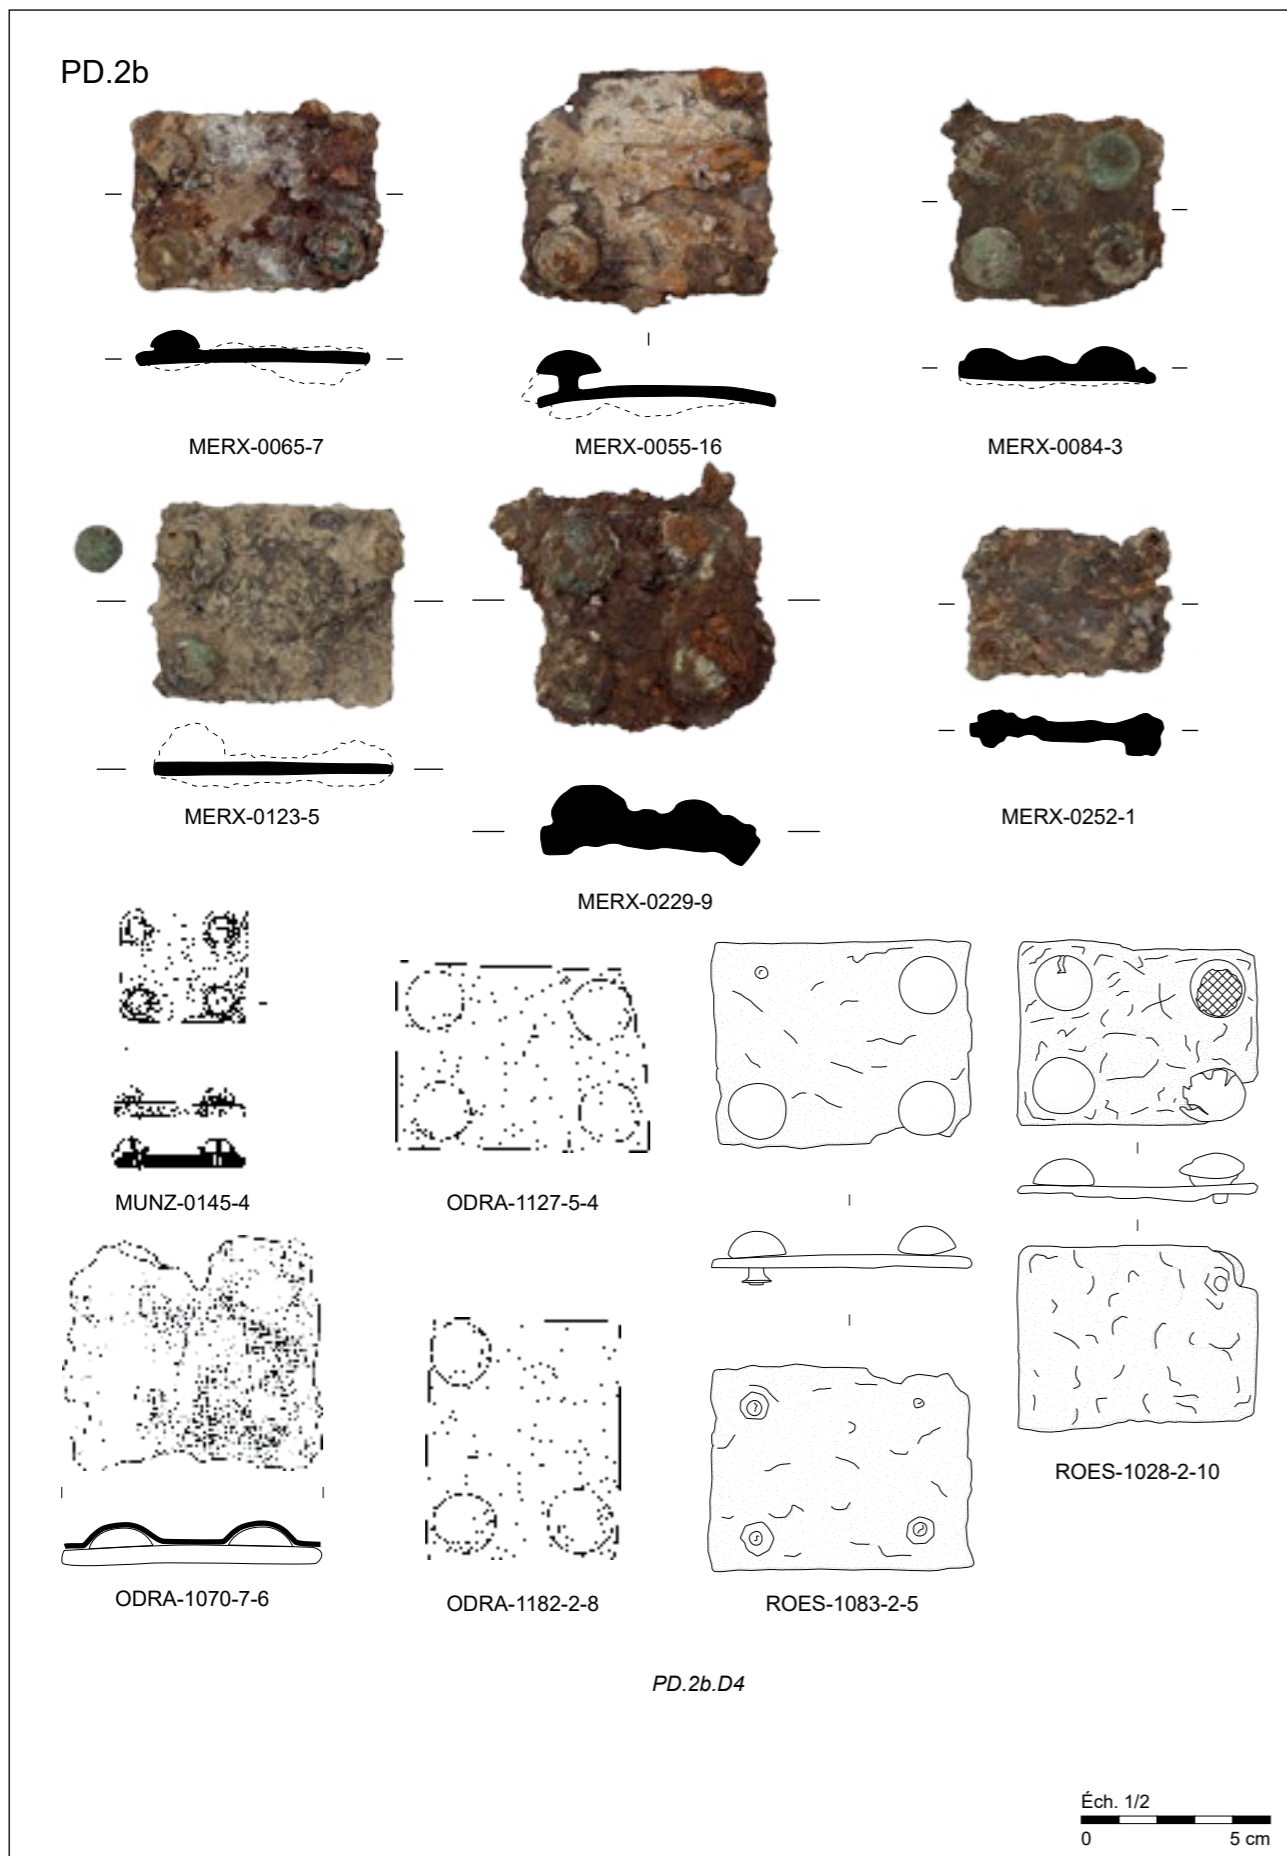 PD.2b
MERX-0065-7
MERX-0055-16
MERX-0084-3
MERX-0123-5
MERX-0229-9
MERX-0252-1
MUNZ-0145-4
ODRA-1127-5-4
ROES-1028-2-10
ODRA-1070-7-6
ODRA-1182-2-8
ROES-1083-2-5
PD.2b.D4
Éch. 1/2
0 5 cm